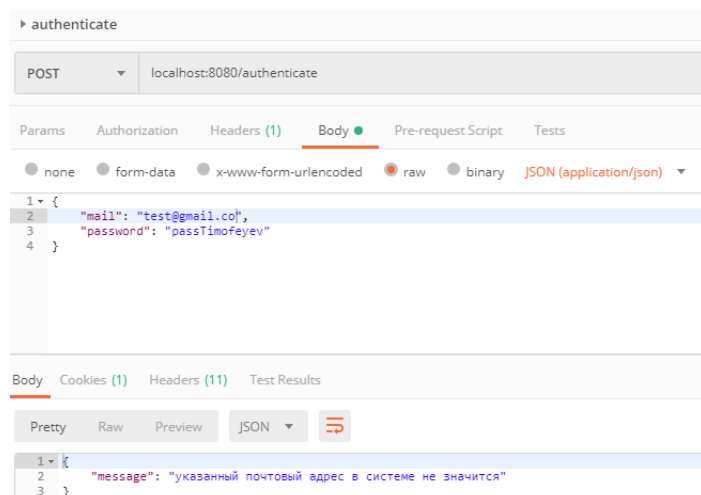 authenticate
POST localhost:8080/authenticate
Params Authorization Headers (1) Body Pre-request Script Tests
none form-data x-www-form-urlencoded raw binary JSON (application/json)
1 {
2 "mail": "test@gmail.co",
3 "password": "passTimofeyev"
4 }
Body Cookies (1) Headers (11) Test Results
Pretty Raw Preview JSON
1 {
2 "message": "указанный почтовый адрес в системе не значится"
3 }